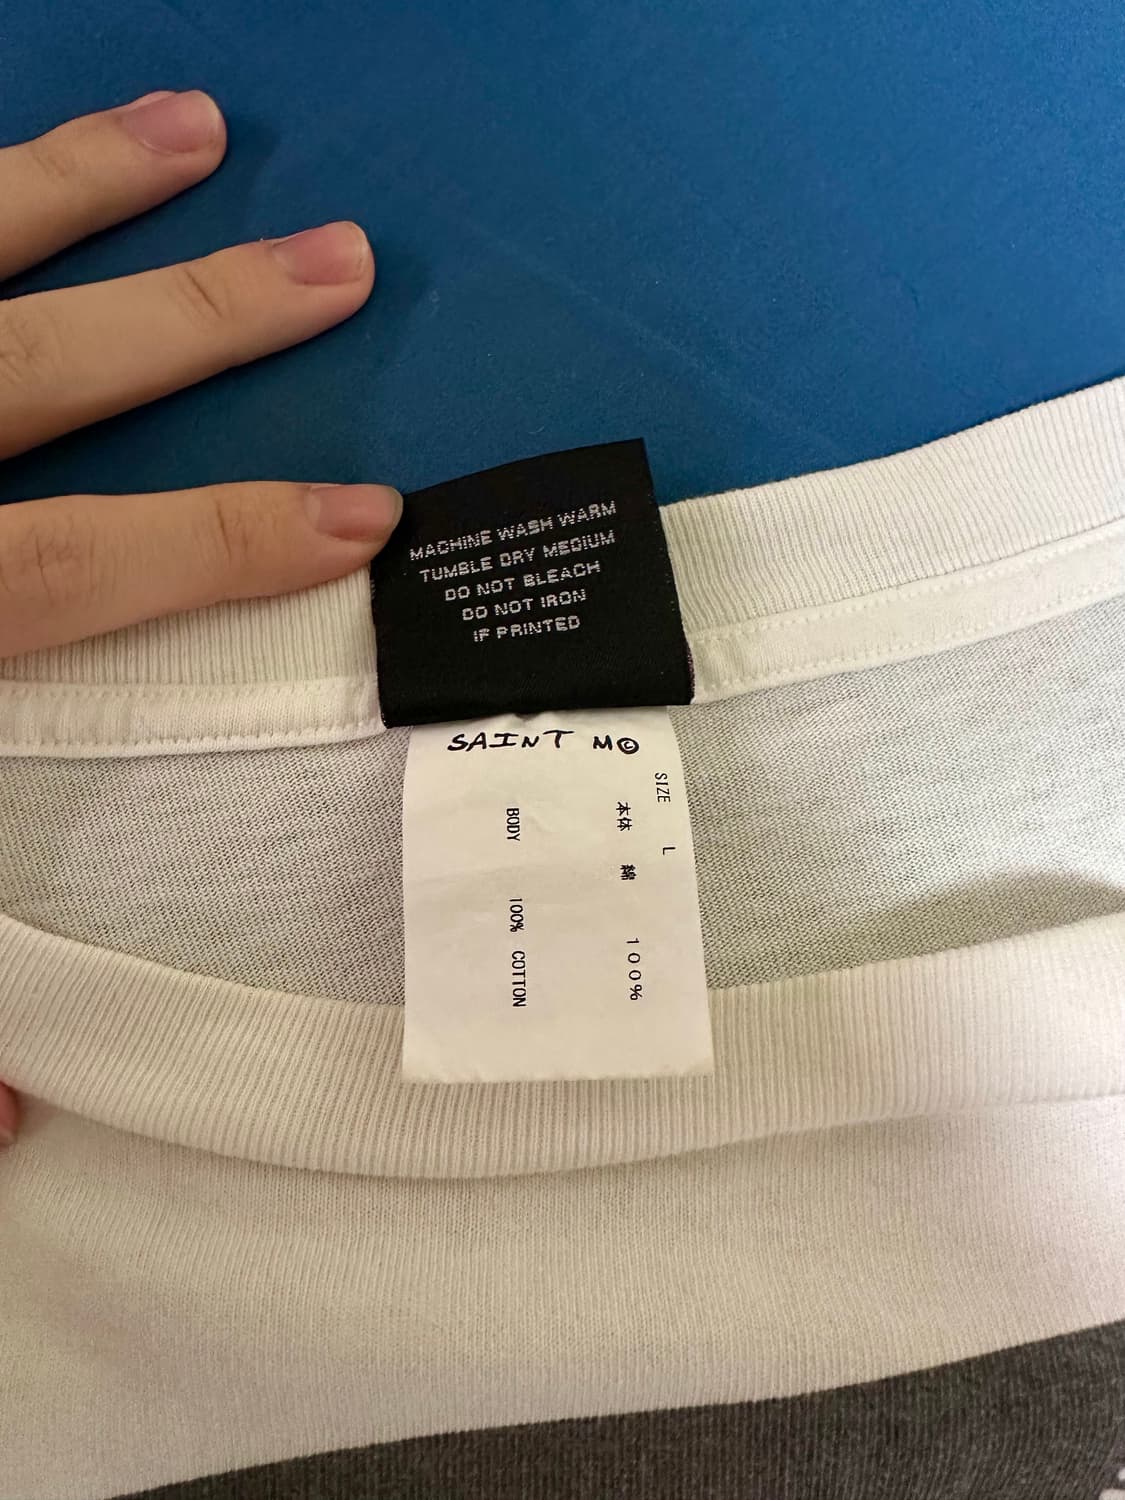 MACHINE WASH WARM
TUMBLE DRY MEDIUM
DO NOT BLEACH
DO NOT IRON
IF PRINTED
SAINT M©
SIZE L
本体 綿 100%
BODY 100% COTTON